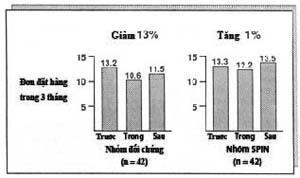 Giảm 13%
Tăng 1%
Đơn đặt hàng
trong 3 tháng
15
10
5
13.2
10.6
11.5
15
10
5
13.3
12.2
13.5
Trước Trong Sau
Trước Trong Sau
Nhóm đối chứng
(n = 42)
Nhóm SPIN
(n = 42)